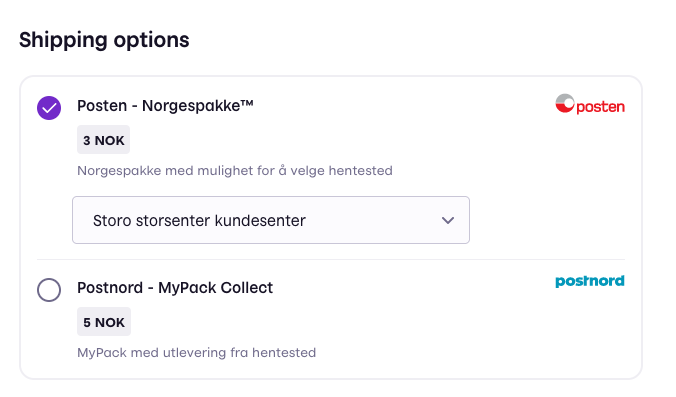 Shipping options
Posten - Norgespakke™
posten
3 NOK
Norgespakke med mulighet for å velge hentested
Storo storsenter kundesenter
Postnord - MyPack Collect
postnord
5 NOK
MyPack med utlevering fra hentested